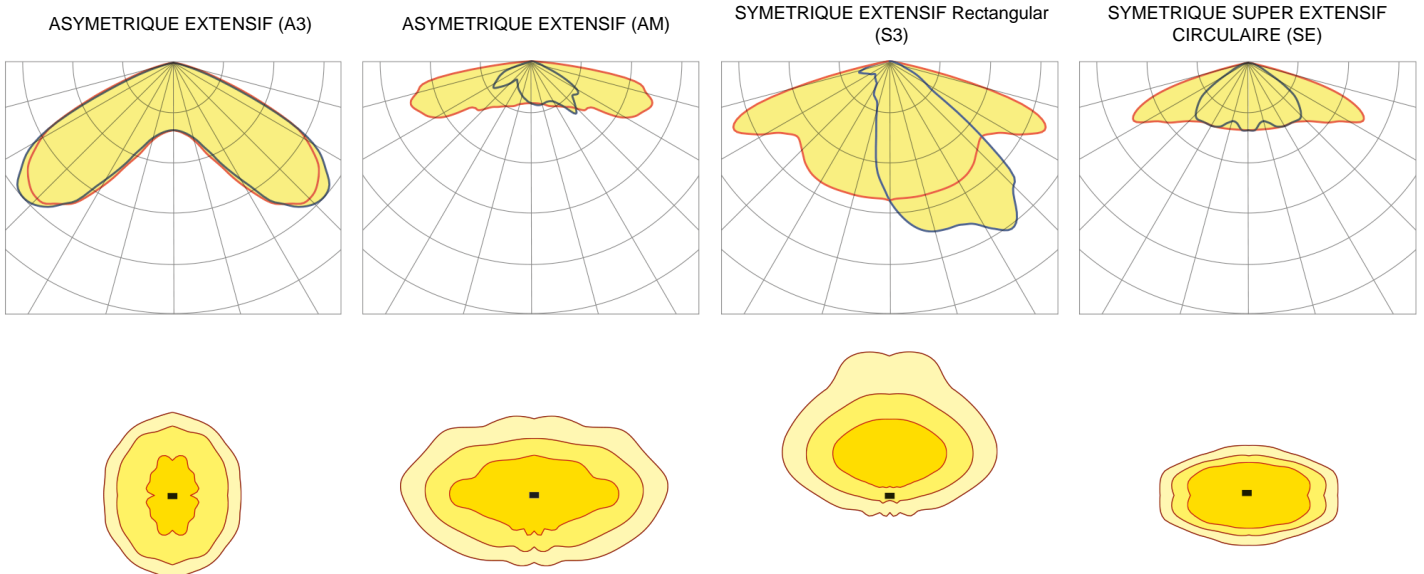 ASYMETRIQUE EXTENSIF (A3)
ASYMETRIQUE EXTENSIF (AM)
SYMETRIQUE EXTENSIF Rectangular
(S3)
SYMETRIQUE SUPER EXTENSIF
CIRCULAIRE (SE)